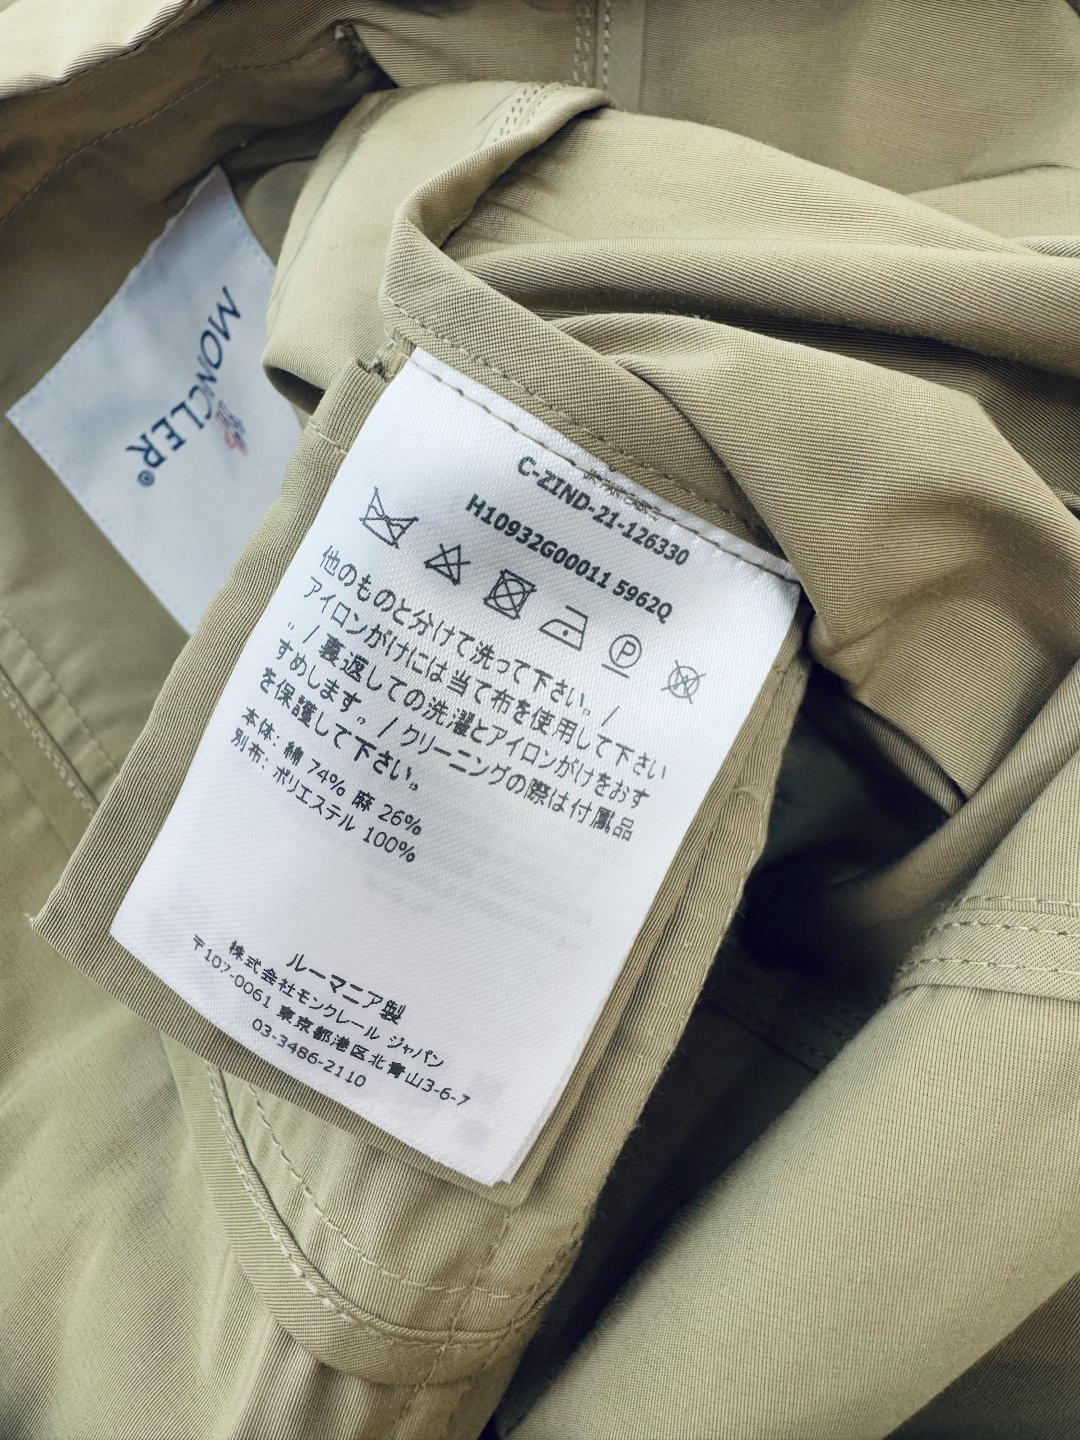 MONCLER®
C-ZIND-21-126330
H10932G00011 5962Q
P
他のものと分けて洗って下さい。/
アイロンがけには当て布を使用して下さい
。/ 裏返しての洗濯とアイロンがけをおす
すめします。/ クリーニングの際は付属品
を保護して下さい。
本体: 綿 74% 麻 26%
別布: ポリエステル 100%
ルーマニア製
株式会社モンクレール ジャパン
〒107-0061 東京都港区北青山3-6-7
03-3486-2110